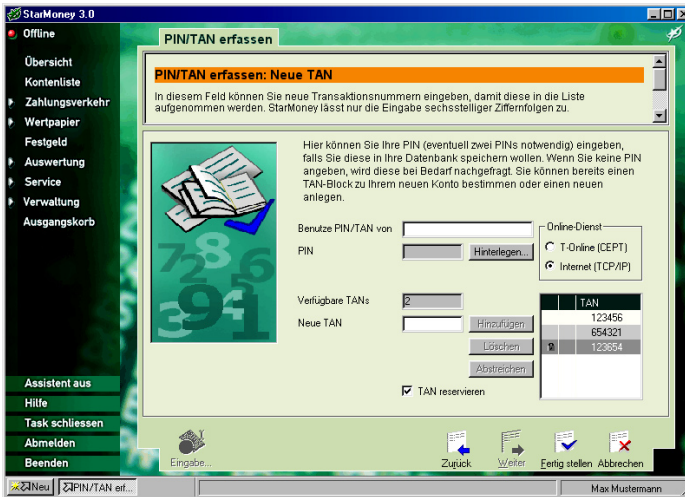 StarMoney 3.0
Offline
Übersicht
Kontenliste
Zahlungsverkehr
Wertpapier
Festgeld
Auswertung
Service
Verwaltung
Ausgangskorb
Assistent aus
Hilfe
Task schliessen
Abmelden
Beenden
PIN/TAN erfassen
PIN/TAN erfassen: Neue TAN
In diesem Feld können Sie neue Transaktionsnummern eingeben, damit diese in die Liste
aufgenommen werden. StarMoney lässt nur die Eingabe sechsstelliger Ziffernfolgen zu.
Hier können Sie Ihre PIN (eventuell zwei PINs notwendig) eingeben,
falls Sie diese in Ihre Datenbank speichern wollen. Wenn Sie keine PIN
angeben, wird diese bei Bedarf nachgefragt. Sie können bereits einen
TAN-Block zu Ihrem neuen Konto bestimmen oder einen neuen
anlegen.
Benutze PIN/TAN von
PIN
Hinterlegen...
Online-Dienst
T-Online (CEPT)
Internet (TCP/IP)
Verfügbare TANs
2
Neue TAN
Hinzufügen
Löschen
Abstreichen
TAN reservieren
TAN
123456
654321
123654
Eingabe...
Zurück
Weiter
Fertig stellen
Abbrechen
Neu
PIN/TAN erf...
Max Mustermann